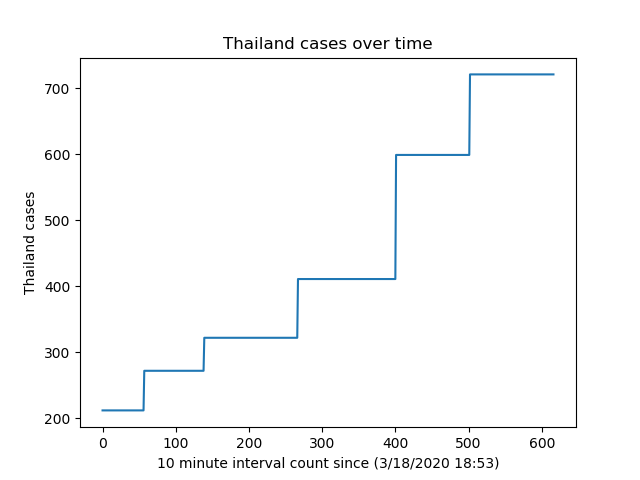 Thailand cases over time
700
600
500
400
300
200
Thailand cases
0 100 200 300 400 500 600
10 minute interval count since (3/18/2020 18:53)